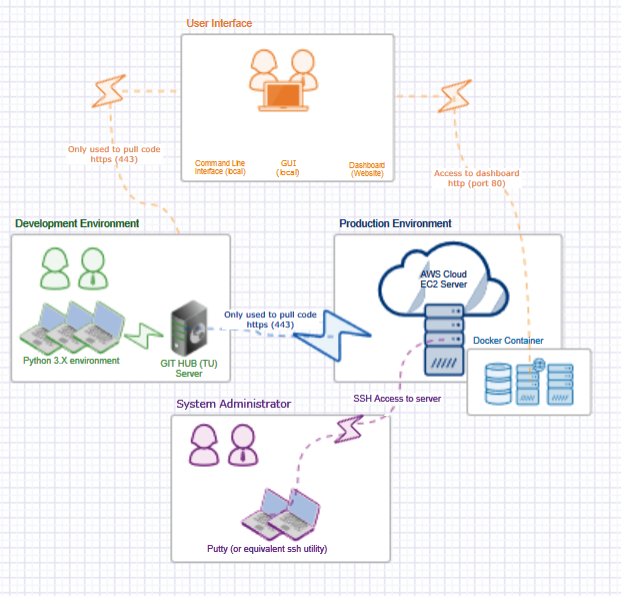 User Interface
Only used to pull code
https (443)
Command Line
Interface (local)
GUI
(local)
Dashboard
(Website)
Access to dashboard
http (port 80)
Development Environment
Production Environment
AWS Cloud
EC2 Server
Python 3.X environment
GIT HUB (TU)
Server
Only used to pull code
https (443)
Docker Container
SSH Access to server
System Administrator
Putty (or equivalent ssh utility)